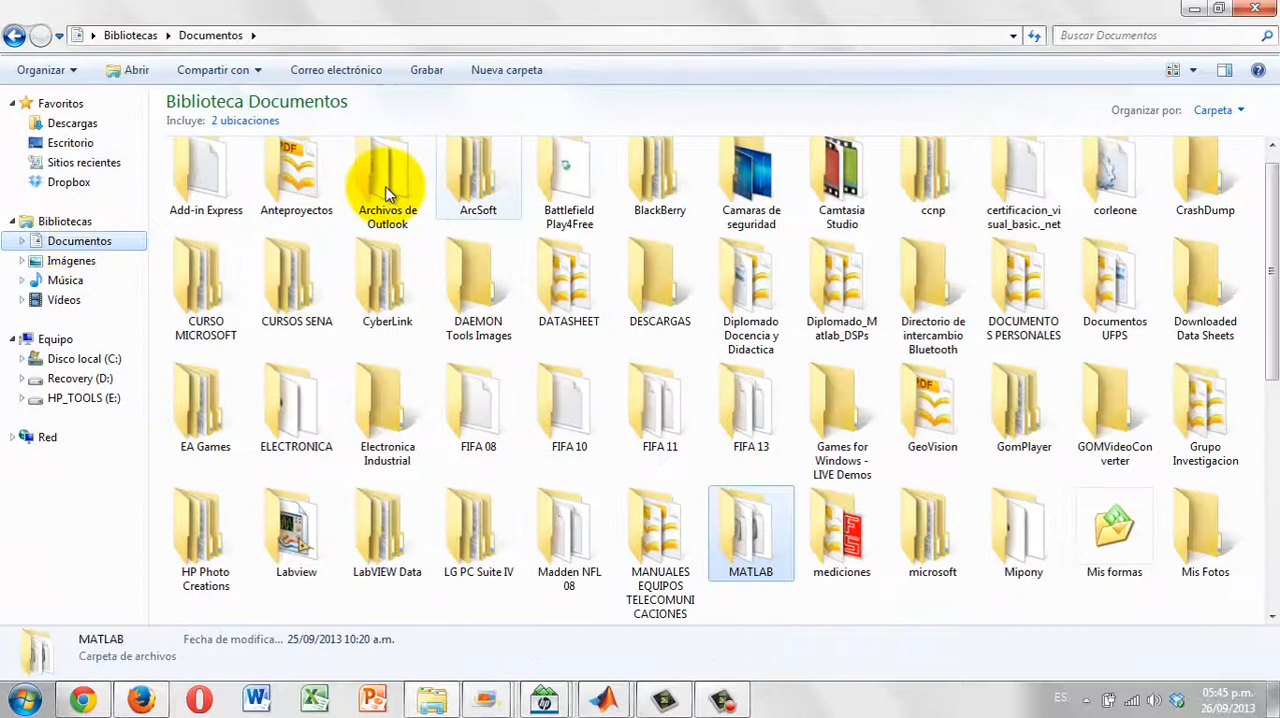 Bibliotecas Documentos
Buscar Documentos
Organizar Abrir Compartir con Correo electrónico Grabar Nueva carpeta
Favoritos
Descargas
Escritorio
Sitios recientes
Dropbox
Bibliotecas
Documentos
Imágenes
Música
Vídeos
Equipo
Disco local (C:)
Recovery (D:)
HP_TOOLS (E:)
Red
Biblioteca Documentos
Incluye: 2 ubicaciones
Organizar por: Carpeta
Add-in Express
Anteproyectos
Archivos de
Outlook
ArcSoft
Battlefield
Play4Free
BlackBerry
Camaras de
seguridad
Camtasia
Studio
ccnp
certificacion_vi
sual_basic._net
corleone
CrashDump
CURSO
MICROSOFT
CURSOS SENA
CyberLink
DAEMON
Tools Images
DATASHEET
DESCARGAS
Diplomado
Docencia y
Didactica
Diplomado_M
atlab_DSPs
Directorio de
intercambio
Bluetooth
DOCUMENTO
S PERSONALES
Documentos
UFPS
Downloaded
Data Sheets
EA Games
ELECTRONICA
Electronica
Industrial
FIFA 08
FIFA 10
FIFA 11
FIFA 13
Games for
Windows -
LIVE Demos
GeoVision
GomPlayer
GOMVideoConv
erter
Grupo
Investigacion
HP Photo
Creations
Labview
LabVIEW Data
LG PC Suite IV
Madden NFL
08
MANUALES
EQUIPOS
TELECOMUNI
CACIONES
MATLAB
mediciones
microsoft
Mipony
Mis formas
Mis Fotos
MATLAB Fecha de modifica... 25/09/2013 10:20 a.m.
Carpeta de archivos
ES
05:45 p.m.
26/09/2013